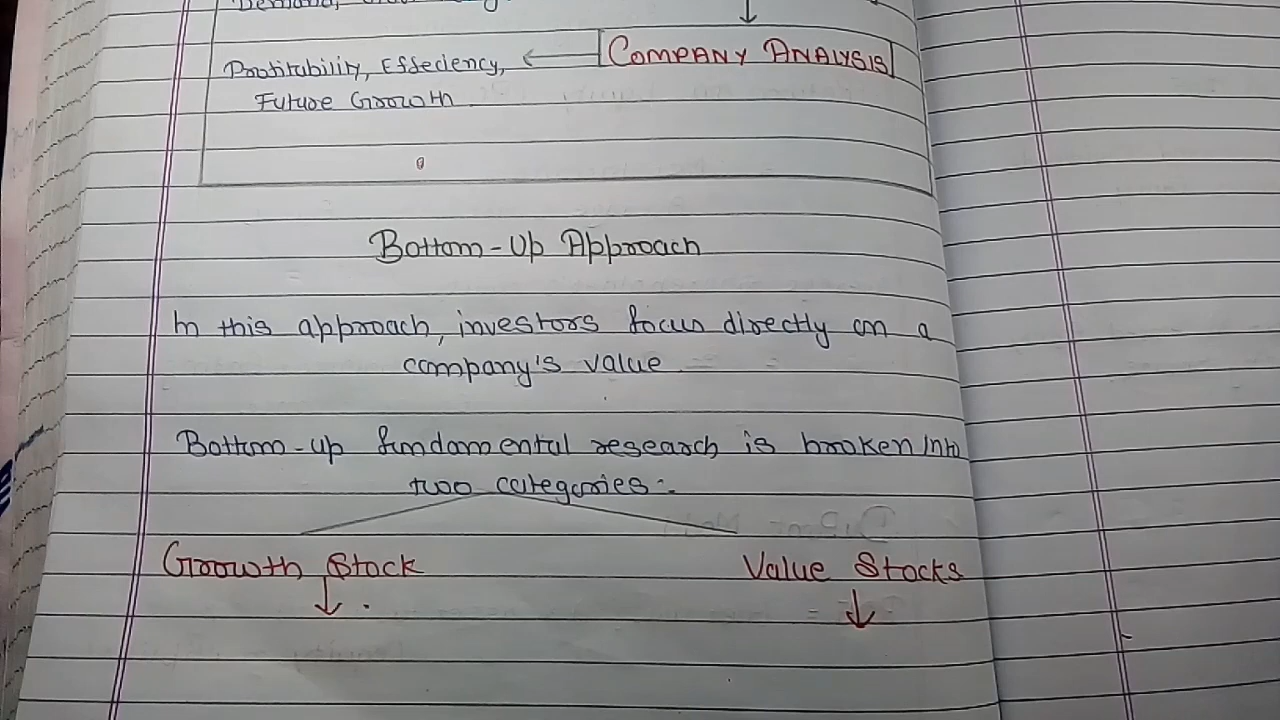 Demand,
COMPANY ANALYSIS
Profitability, Effeciency,
Future Growth
Bottom-Up Approach
In this approach, investors focus directly on a
company's value
Bottom-up fundamental research is broken into
two categories:-
Growth Stock
Value Stocks